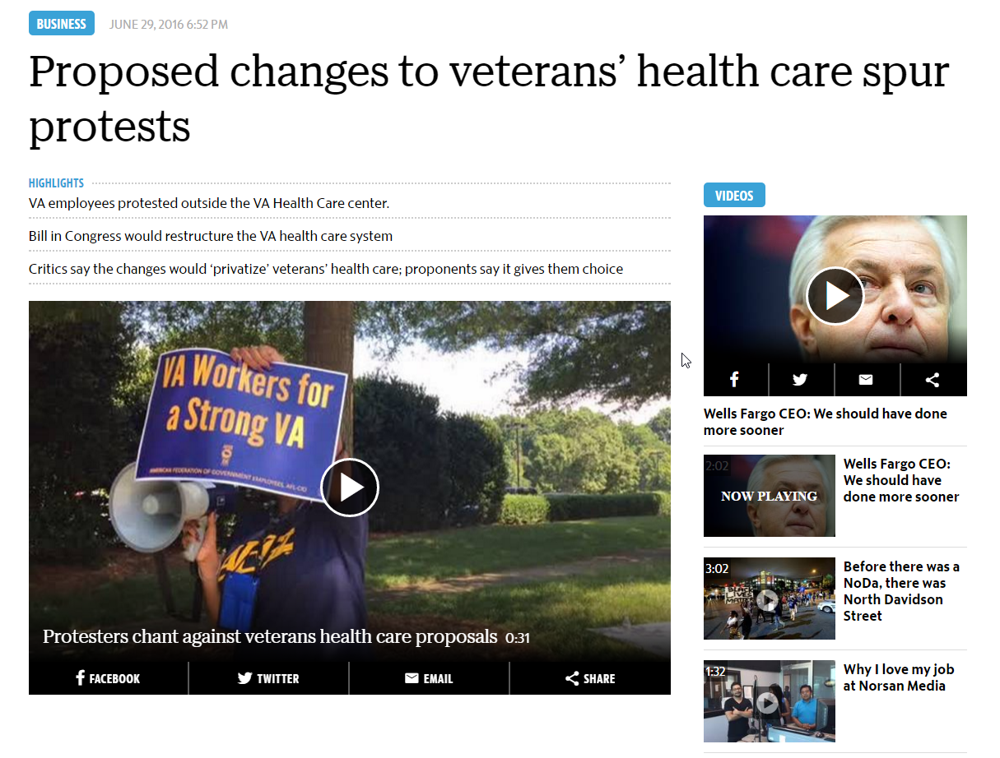 BUSINESS JUNE 29, 2016 6:52 PM
Proposed changes to veterans’ health care spur
protests
HIGHLIGHTS
VA employees protested outside the VA Health Care center.
Bill in Congress would restructure the VA health care system
Critics say the changes would ‘privatize’ veterans’ health care; proponents say it gives them choice
VA Workers for
a Strong VA
AMERICAN FEDERATION OF GOVERNMENT EMPLOYEES, AFL-CIO
Protesters chant against veterans health care proposals 0:31
FACEBOOK
TWITTER
EMAIL
SHARE
VIDEOS
Wells Fargo CEO: We should have done
more sooner
2:02
NOW PLAYING
Wells Fargo CEO:
We should have
done more sooner
3:02
BLACK
LIVES
MATTER
Before there was a
NoDa, there was
North Davidson
Street
1:32
Why I love my job
at Norsan Media